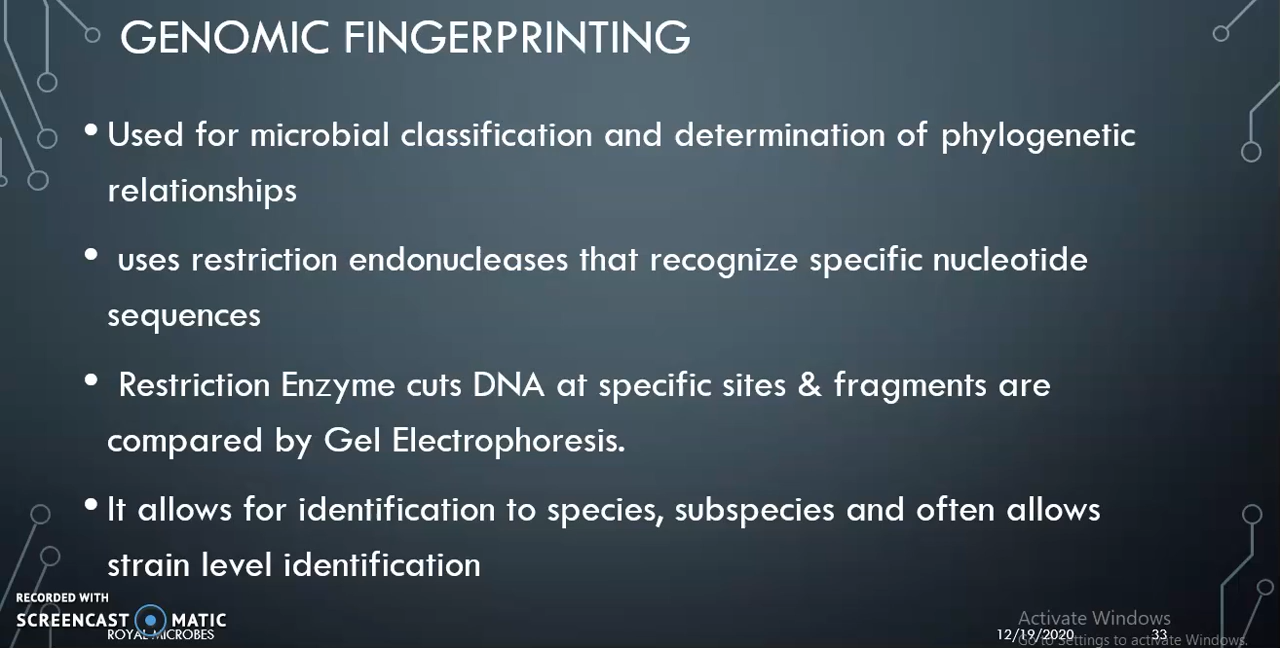 GENOMIC FINGERPRINTING
• Used for microbial classification and determination of phylogenetic
relationships
• uses restriction endonucleases that recognize specific nucleotide
sequences
• Restriction Enzyme cuts DNA at specific sites & fragments are
compared by Gel Electrophoresis.
• It allows for identification to species, subspecies and often allows
strain level identification
RECORDED WITH
SCREENCAST MATIC
ROYAL MICROBES
Activate Windows
12/19/2020 33
Go to Settings to activate Windows.